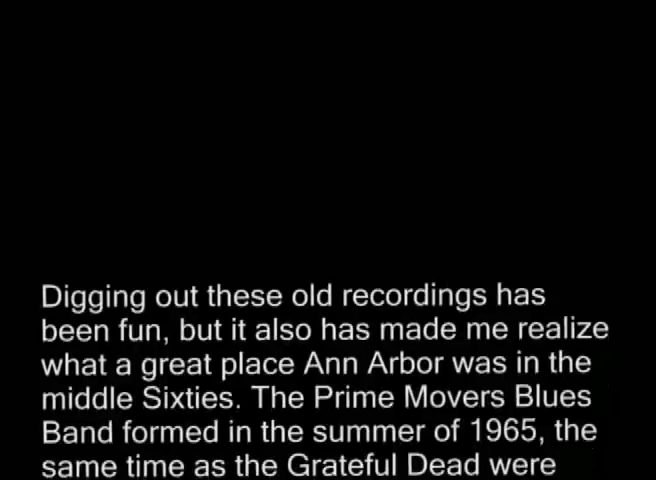 Digging out these old recordings has
been fun, but it also has made me realize
what a great place Ann Arbor was in the
middle Sixties. The Prime Movers Blues
Band formed in the summer of 1965, the
same time as the Grateful Dead were